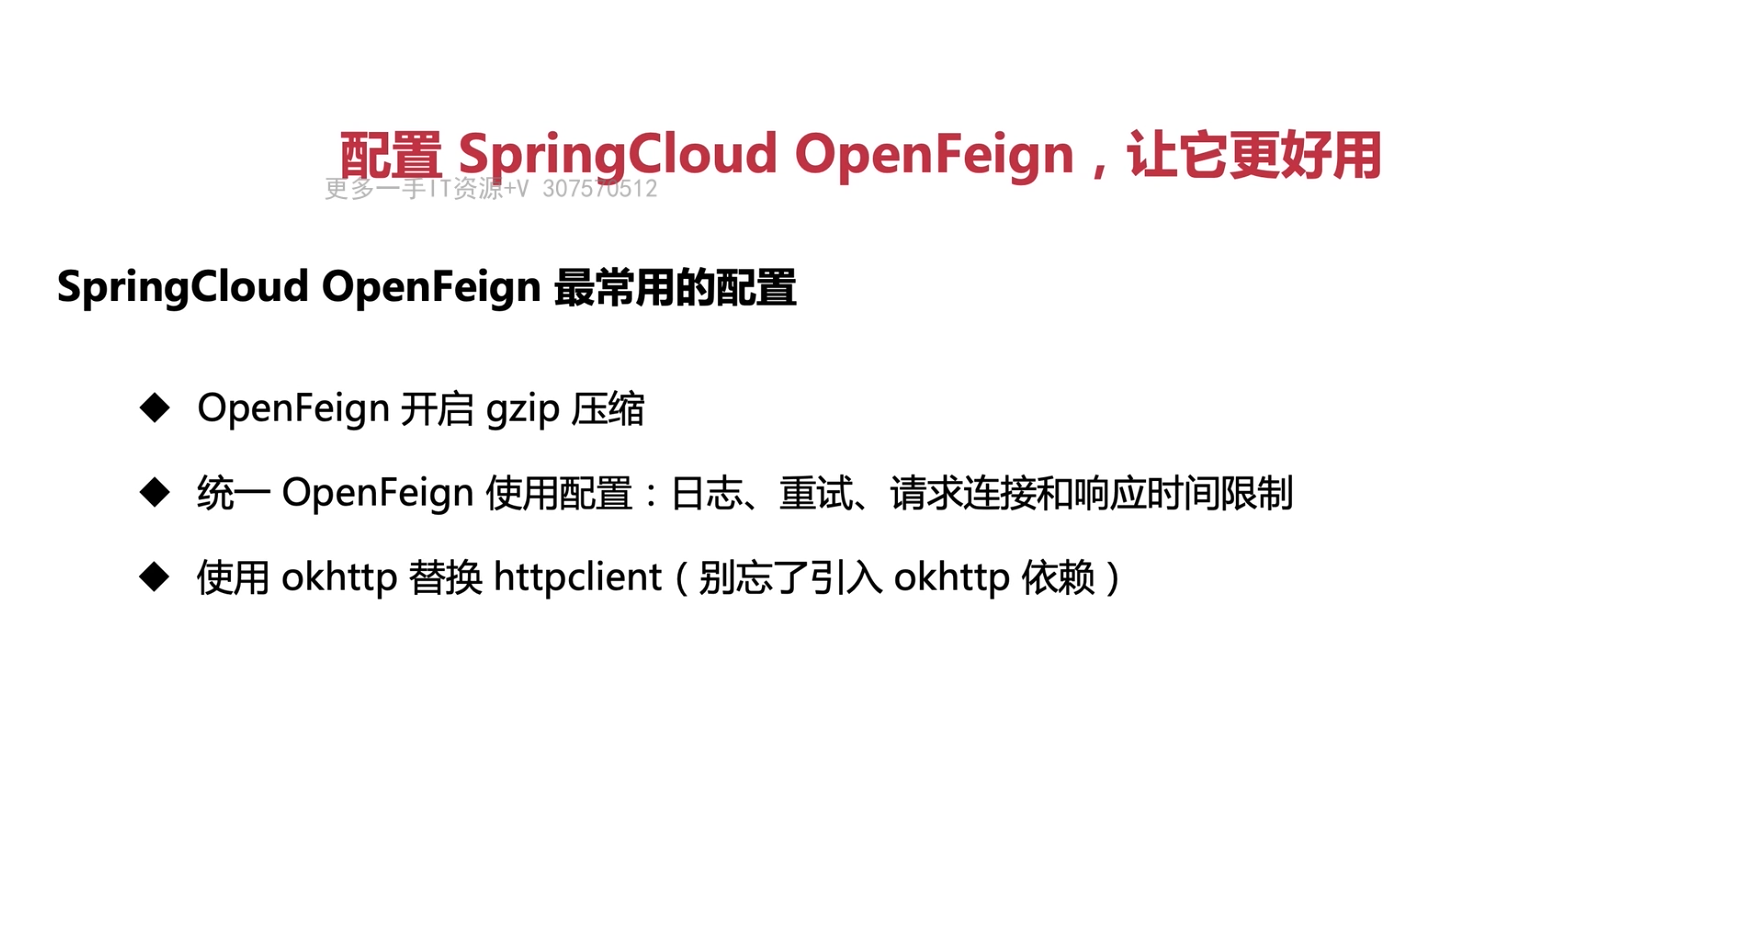 配置 SpringCloud OpenFeign，让它更好用
更多一手IT资源+V 307570512
SpringCloud OpenFeign 最常用的配置
◆ OpenFeign 开启 gzip 压缩
◆ 统一 OpenFeign 使用配置：日志、重试、请求连接和响应时间限制
◆ 使用 okhttp 替换 httpclient（别忘了引入 okhttp 依赖）